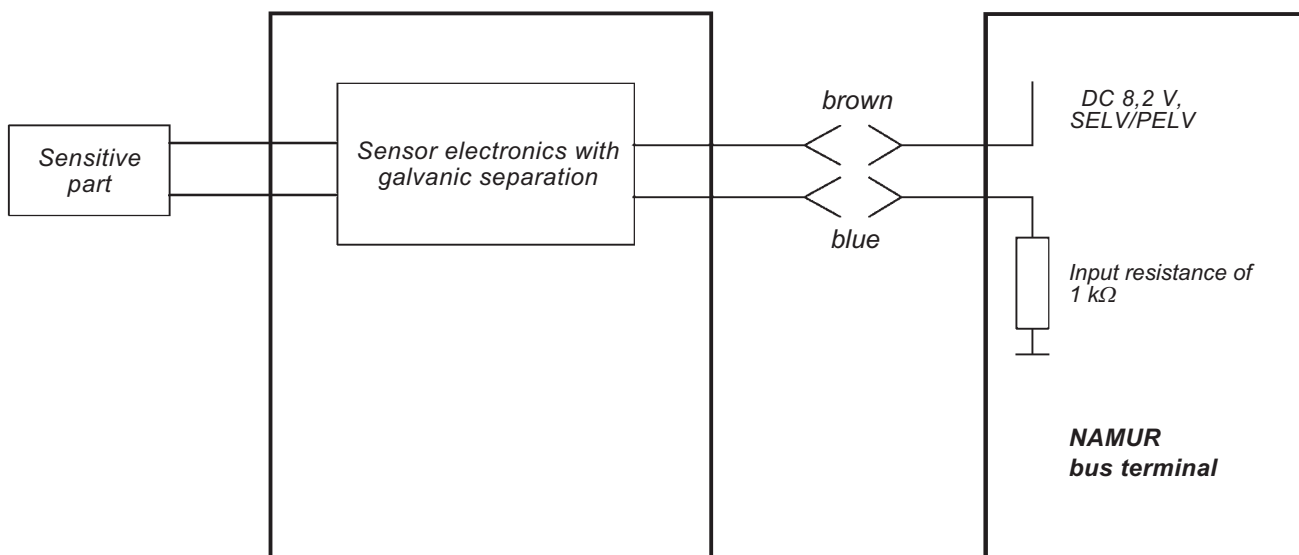 Sensitive
part
Sensor electronics with
galvanic separation
brown
blue
DC 8,2 V,
SELV/PELV
Input resistance of
1 kΩ
NAMUR
bus terminal